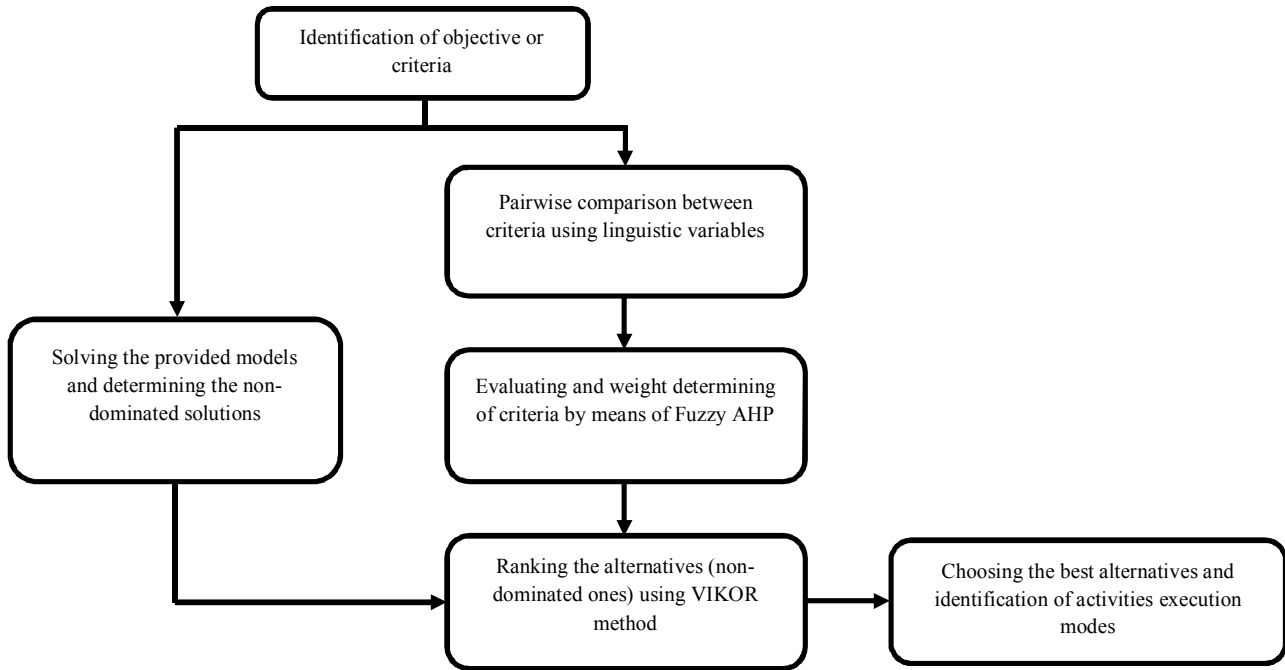 Identification of objective or
criteria
Pairwise comparison between
criteria using linguistic variables
Solving the provided models
and determining the non-
dominated solutions
Evaluating and weight determining
of criteria by means of Fuzzy AHP
Ranking the alternatives (non-
dominated ones) using VIKOR
method
Choosing the best alternatives and
identification of activities execution
modes